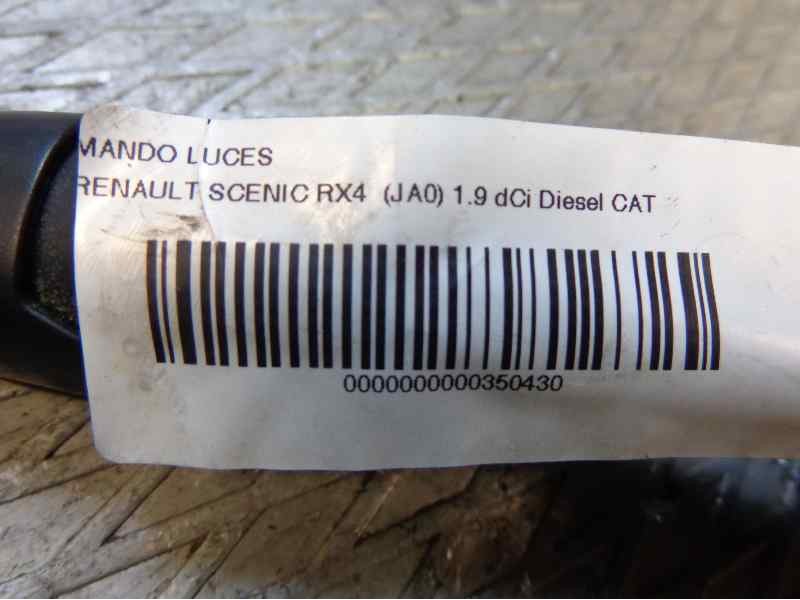 MANDO LUCES
RENAULT SCENIC RX4 (JA0) 1.9 dCi Diesel CAT
0000000000350430